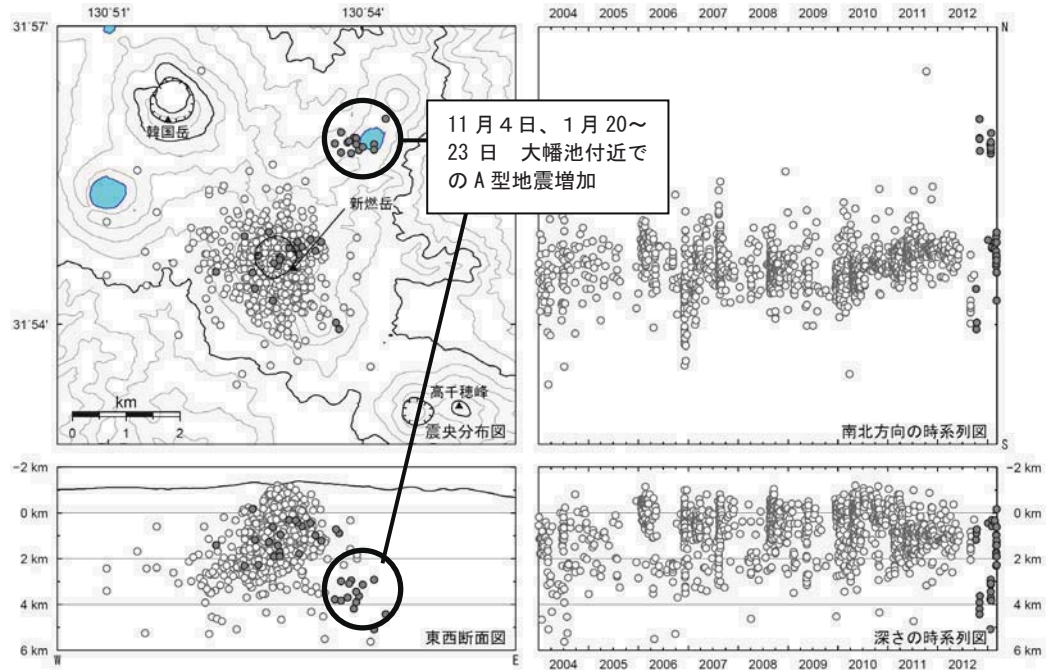 130°51'
130°54'
31°57'
31°54'
韓国岳
新燃岳
高千穂峰
km
0 1 2
震央分布図
11月4日、1月20～
23日 大幡池付近で
のA型地震増加
2004 2005 2006 2007 2008 2009 2010 2011 2012
N
S
南北方向の時系列図
-2 km
0 km
2 km
4 km
6 km
W
E
東西断面図
-2 km
0 km
2 km
4 km
6 km
深さの時系列図
2004 2005 2006 2007 2008 2009 2010 2011 2012